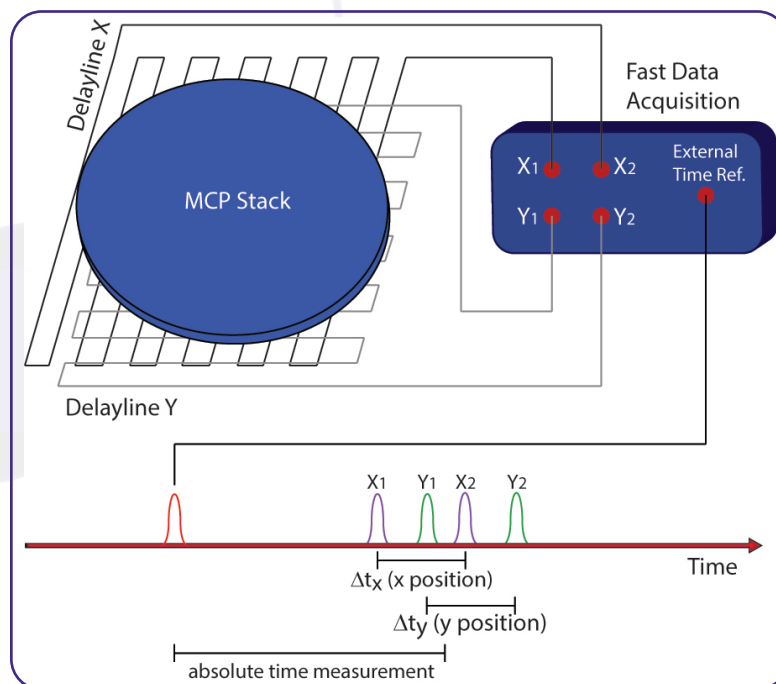 Delayline X
Fast Data
Acquisition
MCP Stack
X1
X2
External
Time Ref.
Y1
Y2
Delayline Y
X1
Y1
X2
Y2
Time
Δtx (x position)
Δty (y position)
absolute time measurement